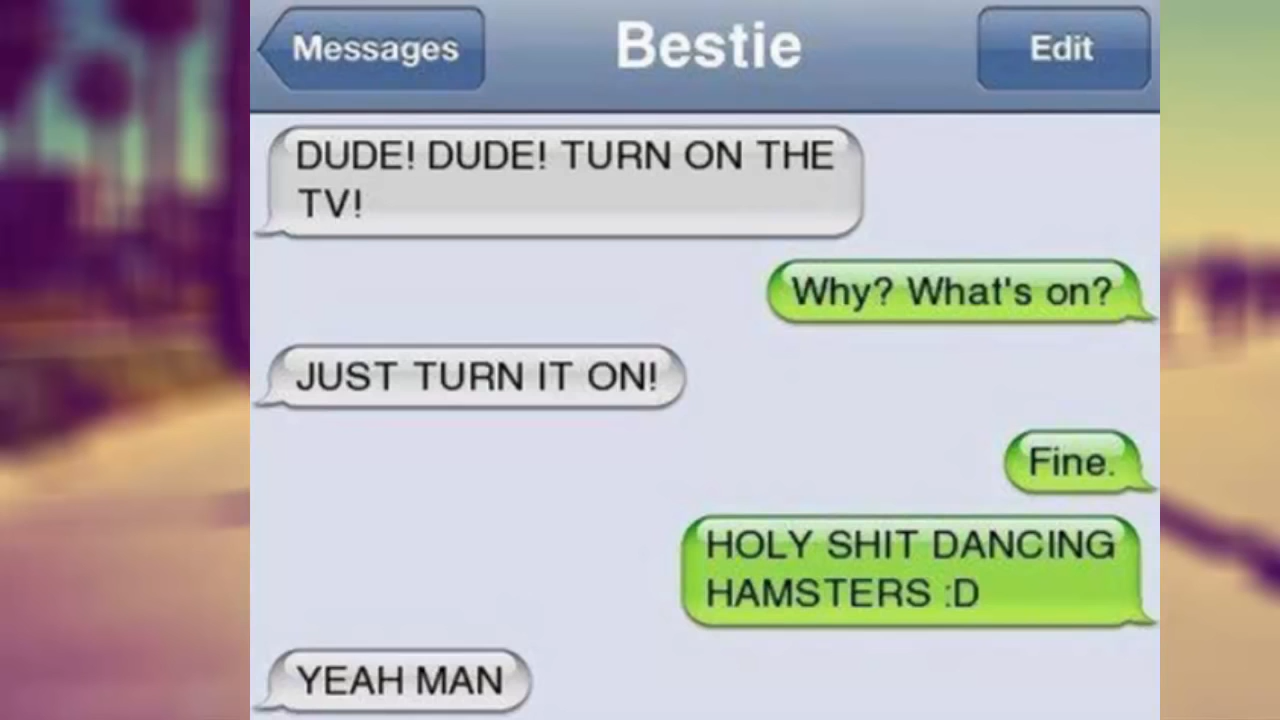 Messages
Bestie
Edit
DUDE! DUDE! TURN ON THE
TV!
Why? What's on?
JUST TURN IT ON!
Fine.
HOLY SHIT DANCING
HAMSTERS :D
YEAH MAN